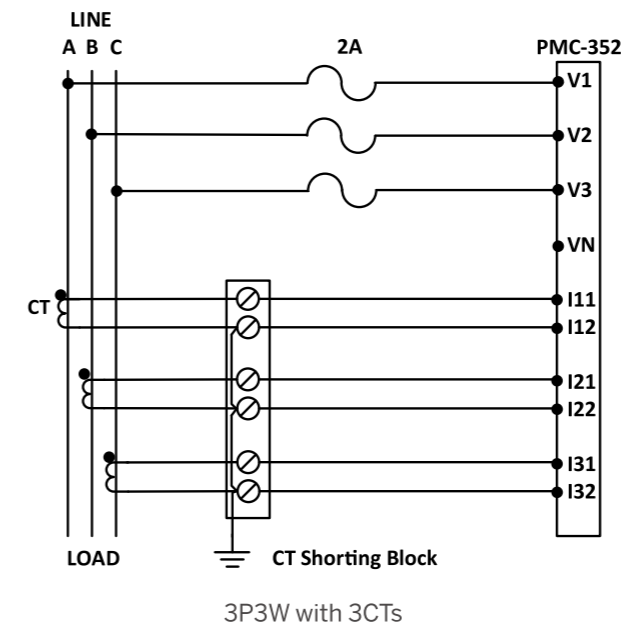 LINE
A B C
2A
PMC-352
V1
V2
V3
VN
CT
I11
I12
I21
I22
I31
I32
LOAD
CT Shorting Block
3P3W with 3CTs